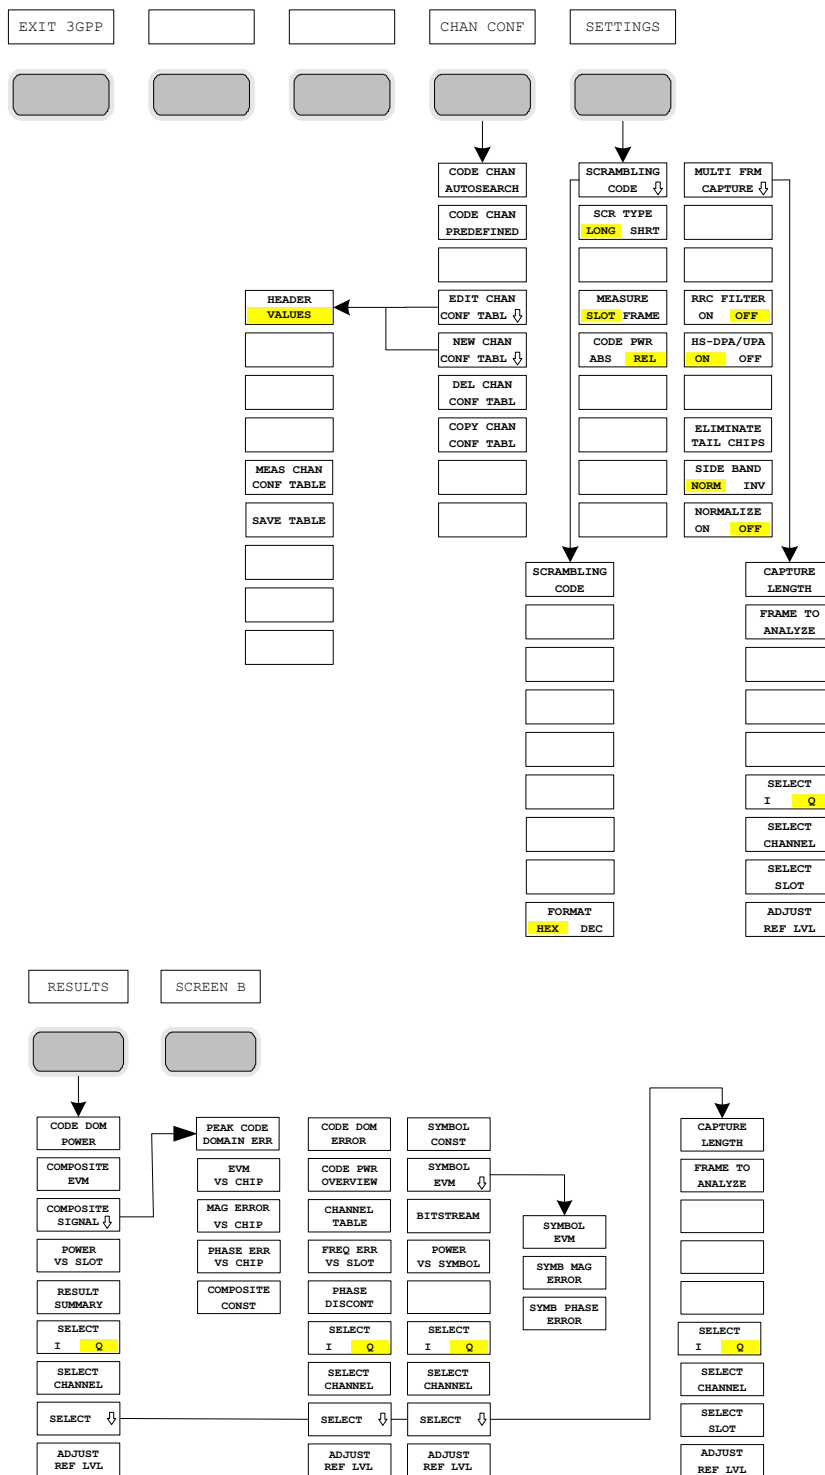 EXIT 3GPP
CHAN CONF
SETTINGS
CODE CHAN
AUTOSEARCH
CODE CHAN
PREDEFINED
EDIT CHAN
CONF TABL
NEW CHAN
CONF TABL
DEL CHAN
CONF TABL
COPY CHAN
CONF TABL
HEADER
VALUES
MEAS CHAN
CONF TABLE
SAVE TABLE
SCRAMBLING
CODE
SCR TYPE
LONG SHRT
MEASURE
SLOT FRAME
CODE PWR
ABS REL
MULTI FRM
CAPTURE
RRC FILTER
ON OFF
HS-DPA/UPA
ON OFF
ELIMINATE
TAIL CHIPS
SIDE BAND
NORM INV
NORMALIZE
ON OFF
SCRAMBLING
CODE
FORMAT
HEX DEC
CAPTURE
LENGTH
FRAME TO
ANALYZE
SELECT
I Q
SELECT
CHANNEL
SELECT
SLOT
ADJUST
REF LVL
RESULTS
SCREEN B
CODE DOM
POWER
COMPOSITE
EVM
COMPOSITE
SIGNAL
POWER
VS SLOT
RESULT
SUMMARY
SELECT
I Q
SELECT
CHANNEL
SELECT
ADJUST
REF LVL
PEAK CODE
DOMAIN ERR
EVM
VS CHIP
MAG ERROR
VS CHIP
PHASE ERR
VS CHIP
COMPOSITE
CONST
CODE DOM
ERROR
CODE PWR
OVERVIEW
CHANNEL
TABLE
FREQ ERR
VS SLOT
PHASE
DISCONT
SELECT
I Q
SELECT
CHANNEL
SELECT
ADJUST
REF LVL
SYMBOL
CONST
SYMBOL
EVM
BITSTREAM
POWER
VS SYMBOL
SELECT
I Q
SELECT
CHANNEL
SELECT
ADJUST
REF LVL
SYMBOL
EVM
SYMB MAG
ERROR
SYMB PHASE
ERROR
CAPTURE
LENGTH
FRAME TO
ANALYZE
SELECT
I Q
SELECT
CHANNEL
SELECT
SLOT
ADJUST
REF LVL